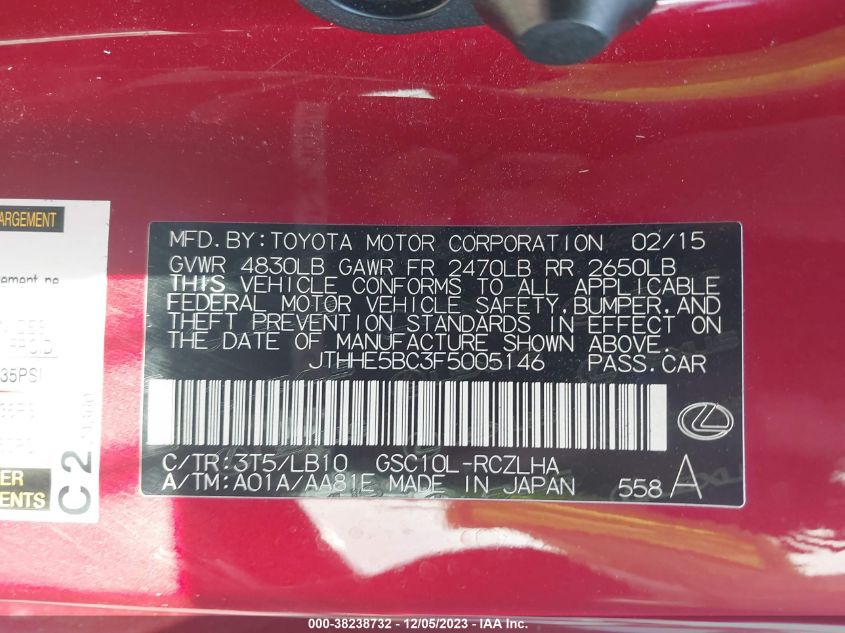 ARGEMENT
35PSI
C2
ER
ENTS
MFD.BY:TOYOTA MOTOR CORPORATION 02/15
GVWR 4830LB GAWR FR 2470LB RR 2650LB
THIS VEHICLE CONFORMS TO ALL APPLICABLE
FEDERAL MOTOR VEHICLE SAFETY,BUMPER,AND
THEFT PREVENTION STANDARDS IN EFFECT ON
THE DATE OF MANUFACTURE SHOWN ABOVE.
JTHHE5BC3F5005146 PASS.CAR
C/TR:3T5/LB10 GSC10L-RCZLHA
A/TM:A01A/AA81E MADE IN JAPAN 558 A
000-38238732 - 12/05/2023 - IAA Inc.